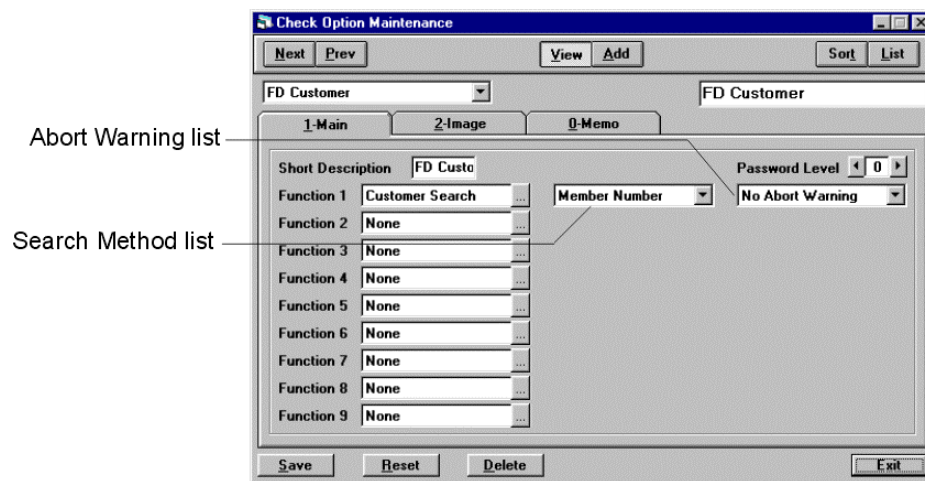 Check Option Maintenance
Next Prev View Add Sort List
FD Customer FD Customer
1-Main 2-Image 0-Memo
Abort Warning list
Short Description FD Custo Password Level 0
Function 1 Customer Search ... Member Number No Abort Warning
Function 2 None ...
Search Method list
Function 3 None ...
Function 4 None ...
Function 5 None ...
Function 6 None ...
Function 7 None ...
Function 8 None ...
Function 9 None ...
Save Reset Delete Exit